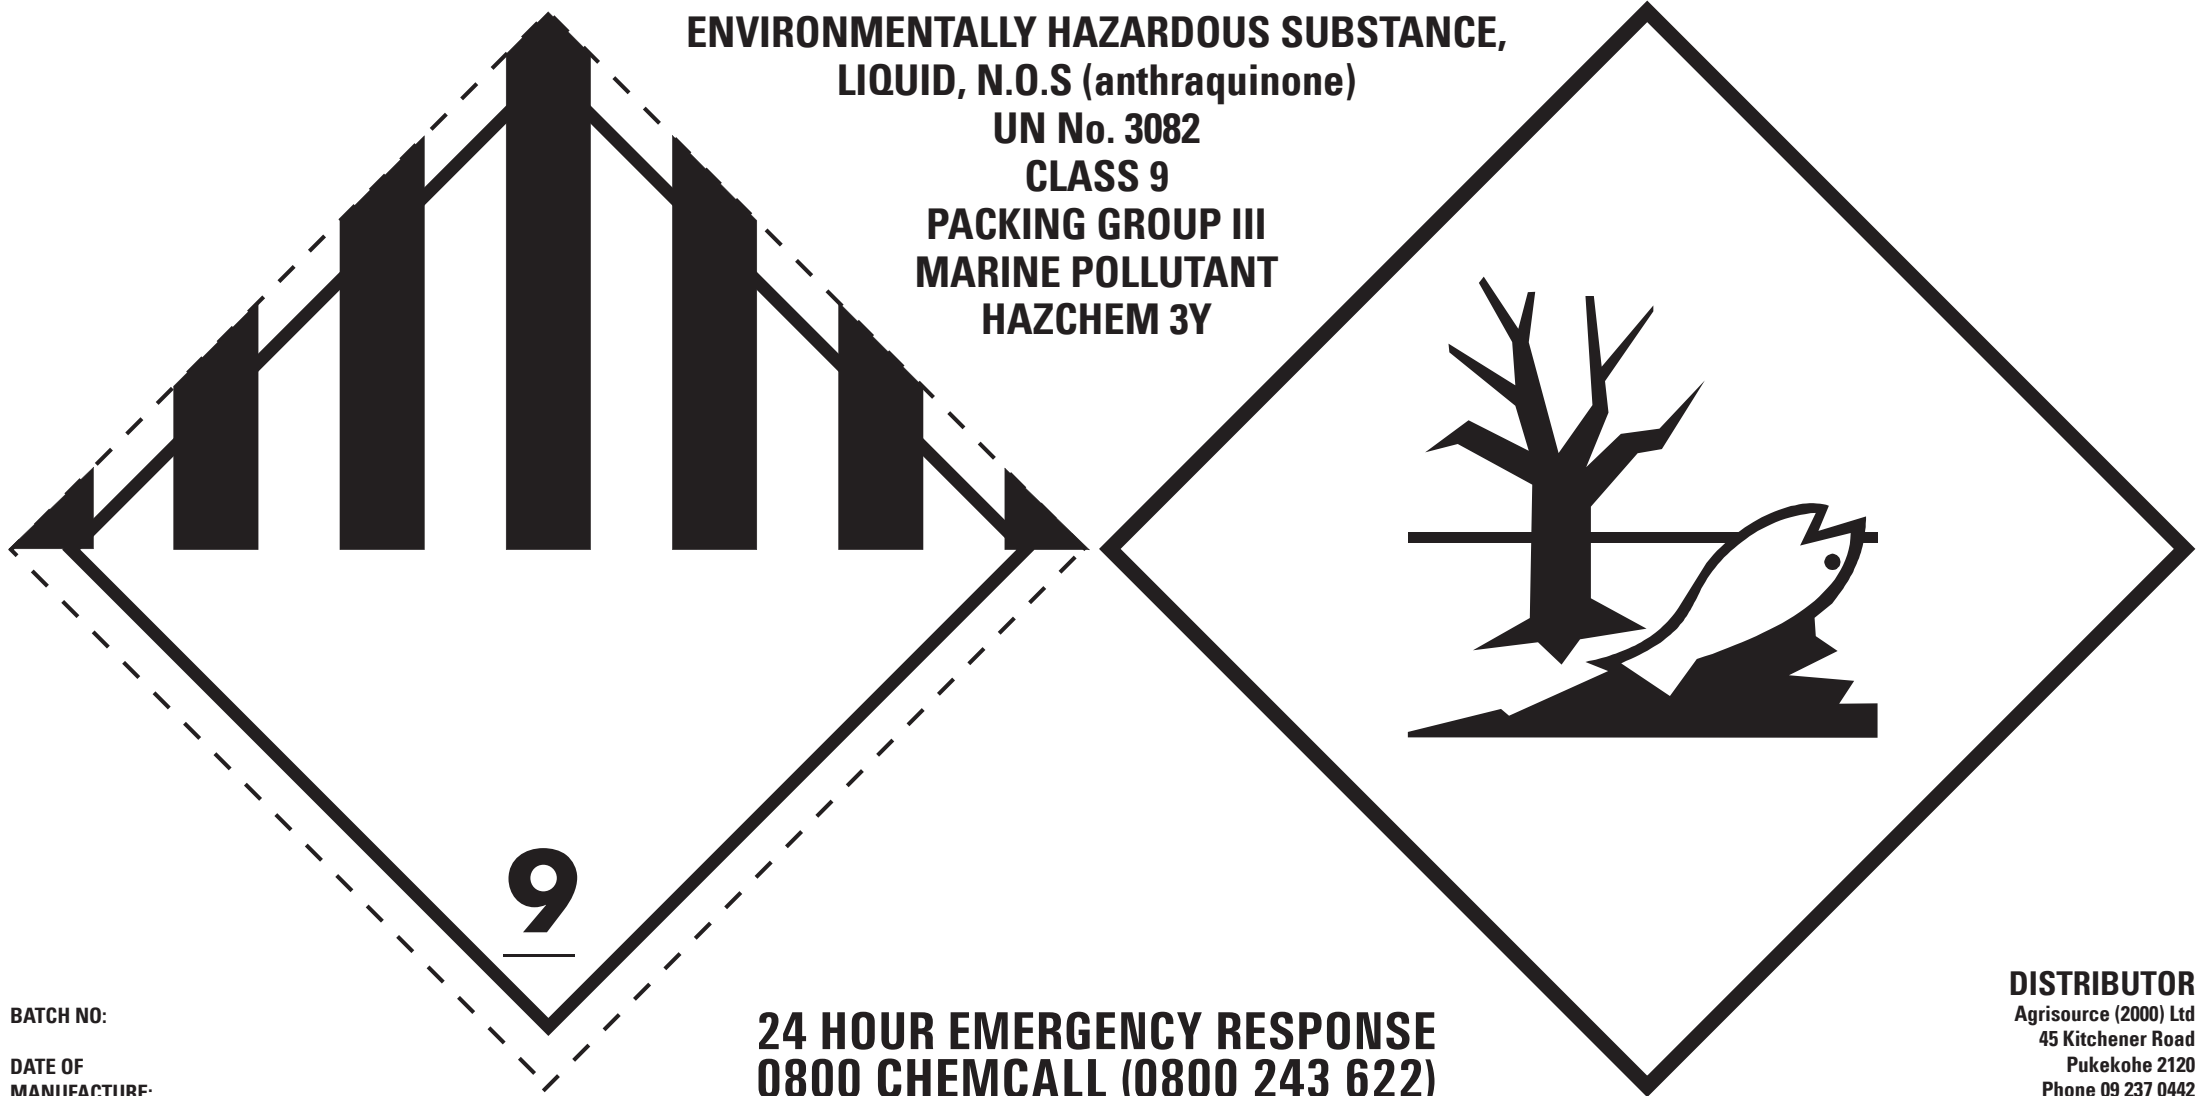 ENVIRONMENTALLY HAZARDOUS SUBSTANCE,
LIQUID, N.O.S (anthraquinone)
UN No. 3082
CLASS 9
PACKING GROUP III
MARINE POLLUTANT
HAZCHEM 3Y
9
BATCH NO:
DATE OF
MANUFACTURE:
24 HOUR EMERGENCY RESPONSE
0800 CHEMCALL (0800 243 622)
DISTRIBUTOR
Agrisource (2000) Ltd
45 Kitchener Road
Pukekohe 2120
Phone 09 237 0442